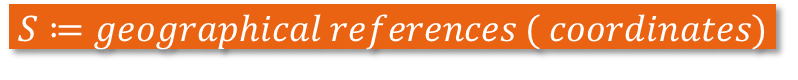 S ≔ geographical references ( coordinates)